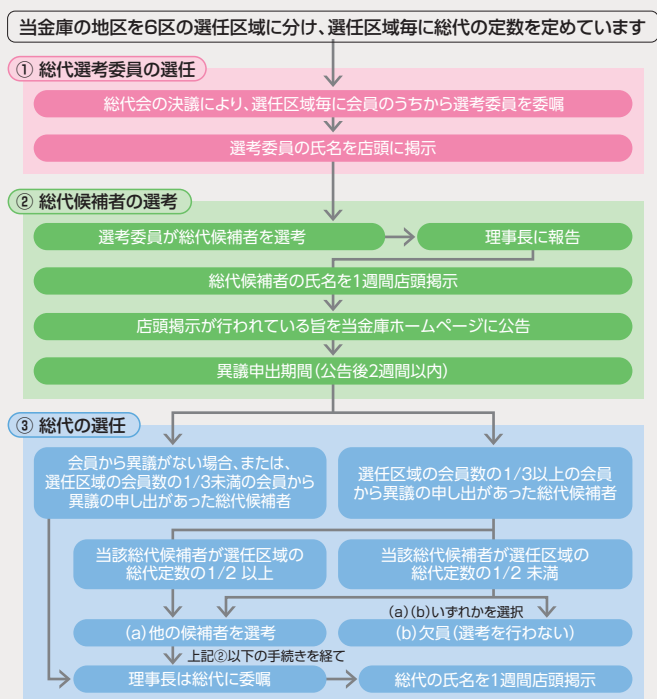 当金庫の地区を6区の選任区域に分け、選任区域毎に総代の定数を定めています
① 総代選考委員の選任
総代会の決議により、選任区域毎に会員のうちから選考委員を委嘱
選考委員の氏名を店頭に掲示
② 総代候補者の選考
選考委員が総代候補者を選考
理事長に報告
総代候補者の氏名を1週間店頭掲示
店頭掲示が行われている旨を当金庫ホームページに公告
異議申出期間(公告後2週間以内)
③ 総代の選任
会員から異議がない場合、または、
選任区域の会員数の1/3未満の会員から
異議の申し出があった総代候補者
選任区域の会員数の1/3以上の会員
から異議の申し出があった総代候補者
当該総代候補者が選任区域の
総代定数の1/2 以上
当該総代候補者が選任区域の
総代定数の1/2 未満
(a)(b)いずれかを選択
(a)他の候補者を選考
(b)欠員(選考を行わない)
上記②以下の手続きを経て
理事長は総代に委嘱
総代の氏名を1週間店頭掲示